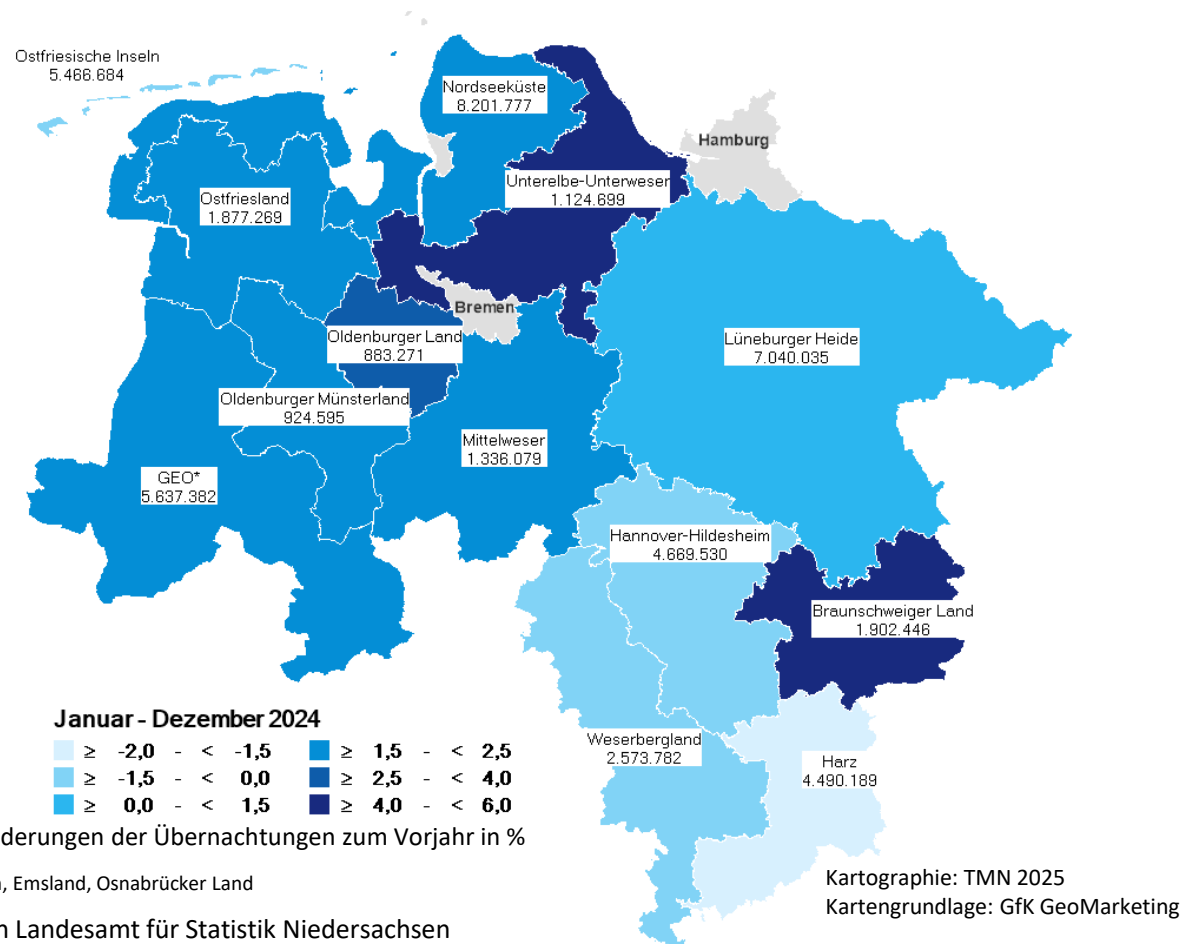 Ostfriesische Inseln
5.466.684
Nordseeküste
8.201.777
Hamburg
Unterelbe-Unterweser
1.124.699
Ostfriesland
1.877.269
Bremen
Oldenburger Land
883.271
Lüneburger Heide
7.040.035
Oldenburger Münsterland
924.595
Mittelweser
1.336.079
GEO*
5.637.382
Hannover-Hildesheim
4.669.530
Braunschweiger Land
1.902.446
Weserbergland
2.573.782
Harz
4.490.189
Januar - Dezember 2024
≥ -2,0 - < -1,5 ≥ 1,5 - < 2,5
≥ -1,5 - < 0,0 ≥ 2,5 - < 4,0
≥ 0,0 - < 1,5 ≥ 4,0 - < 6,0
derungen der Übernachtungen zum Vorjahr in %
, Emsland, Osnabrücker Land
Landesamt für Statistik Niedersachsen
Kartographie: TMN 2025
Kartengrundlage: GfK GeoMarketing